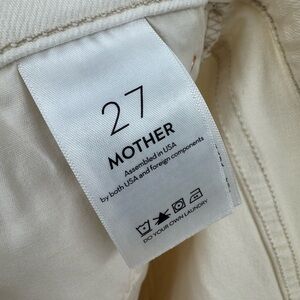 27
MOTHER
Assembled in USA
by both USA and foreign components
DO YOUR OWN LAUNDRY